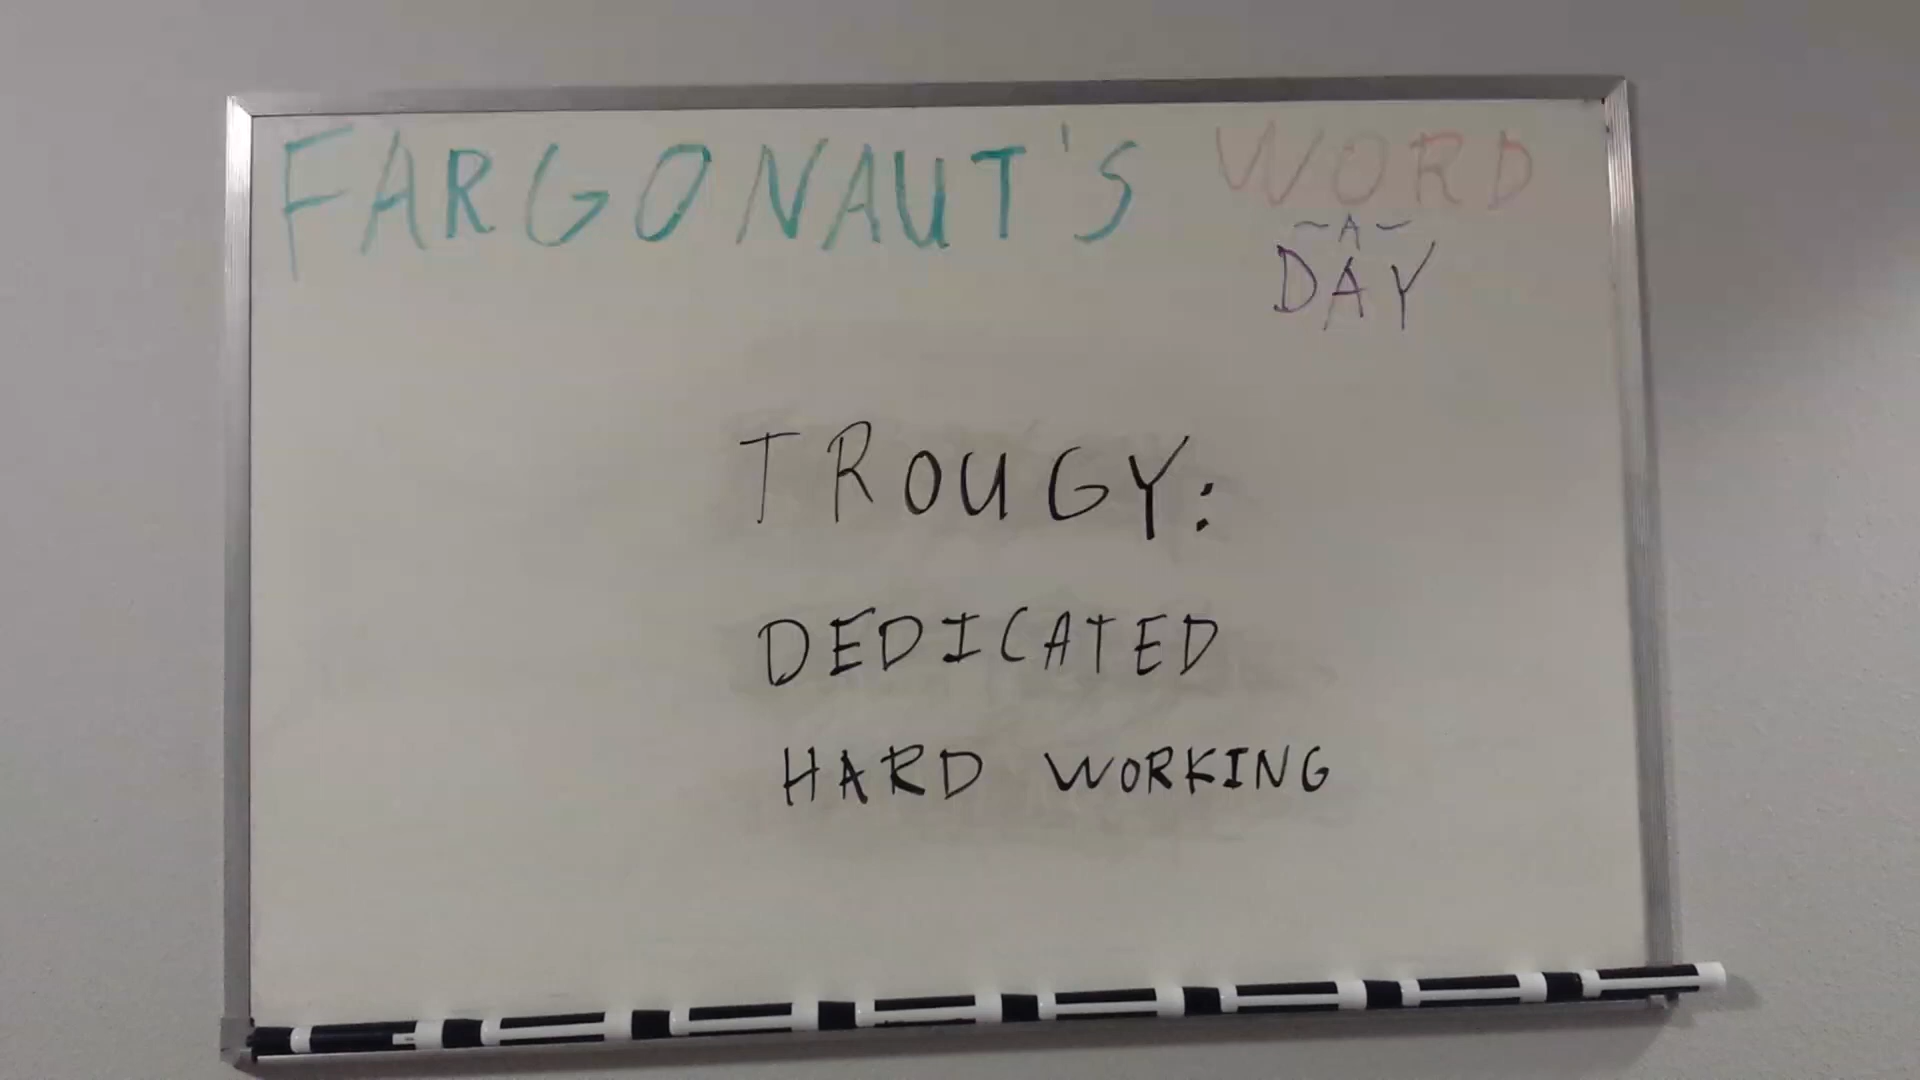 FARGONAUT'S WORD
~A~
DAY
TROUGY:
DEDICATED
HARD WORKING